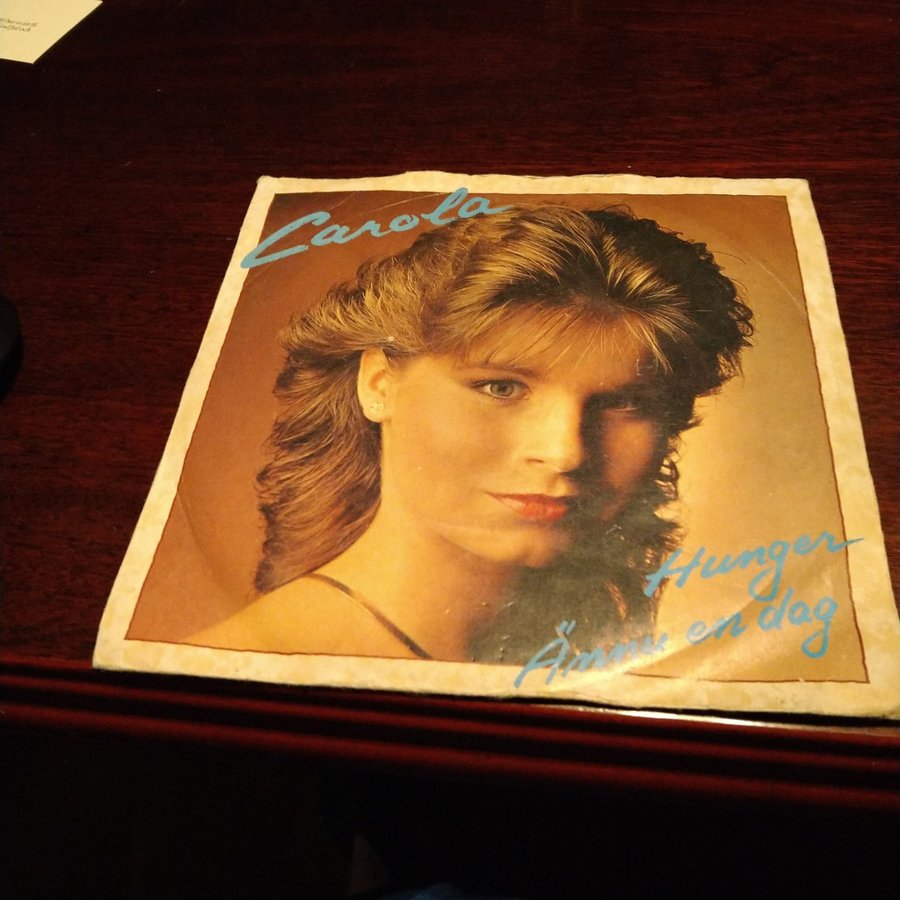 Carola
Hunger
Ännu en dag